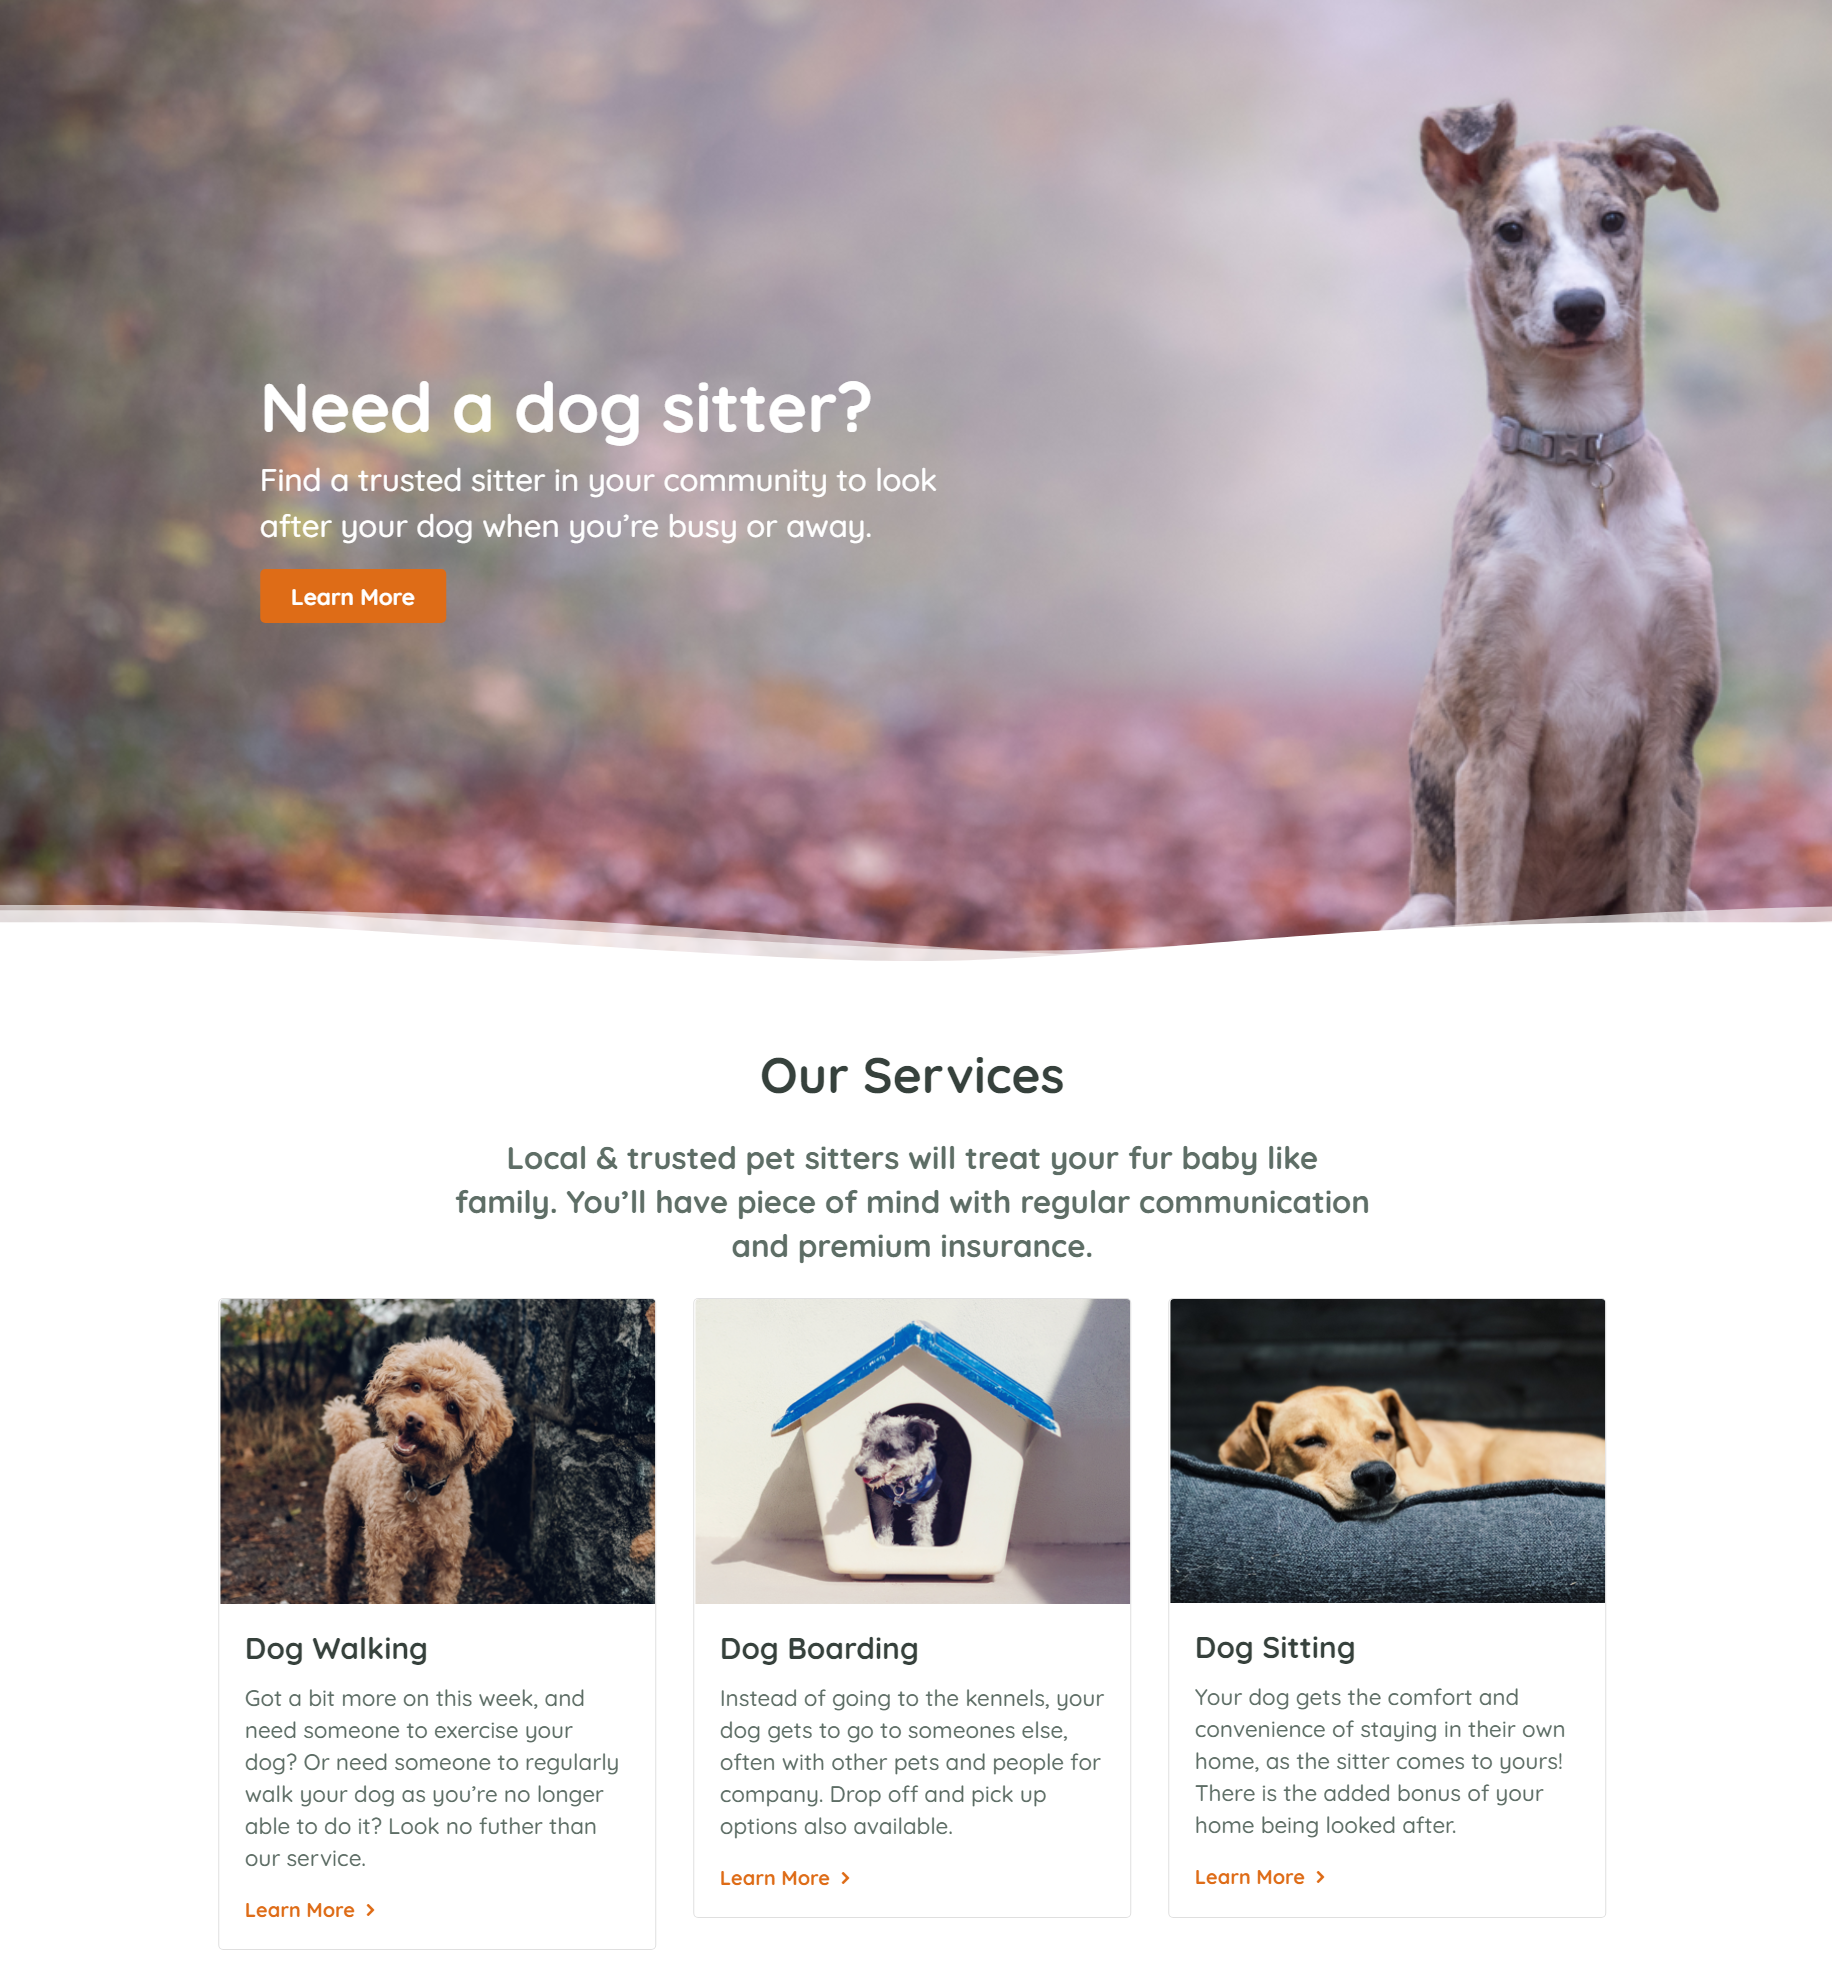 Need a dog sitter?
Find a trusted sitter in your community to look
after your dog when you’re busy or away.
Learn More
Our Services
Local & trusted pet sitters will treat your fur baby like
family. You’ll have piece of mind with regular communication
and premium insurance.
Dog Walking
Got a bit more on this week, and
need someone to exercise your
dog? Or need someone to regularly
walk your dog as you’re no longer
able to do it? Look no futher than
our service.
Learn More
Dog Boarding
Instead of going to the kennels, your
dog gets to go to someones else,
often with other pets and people for
company. Drop off and pick up
options also available.
Learn More
Dog Sitting
Your dog gets the comfort and
convenience of staying in their own
home, as the sitter comes to yours!
There is the added bonus of your
home being looked after.
Learn More